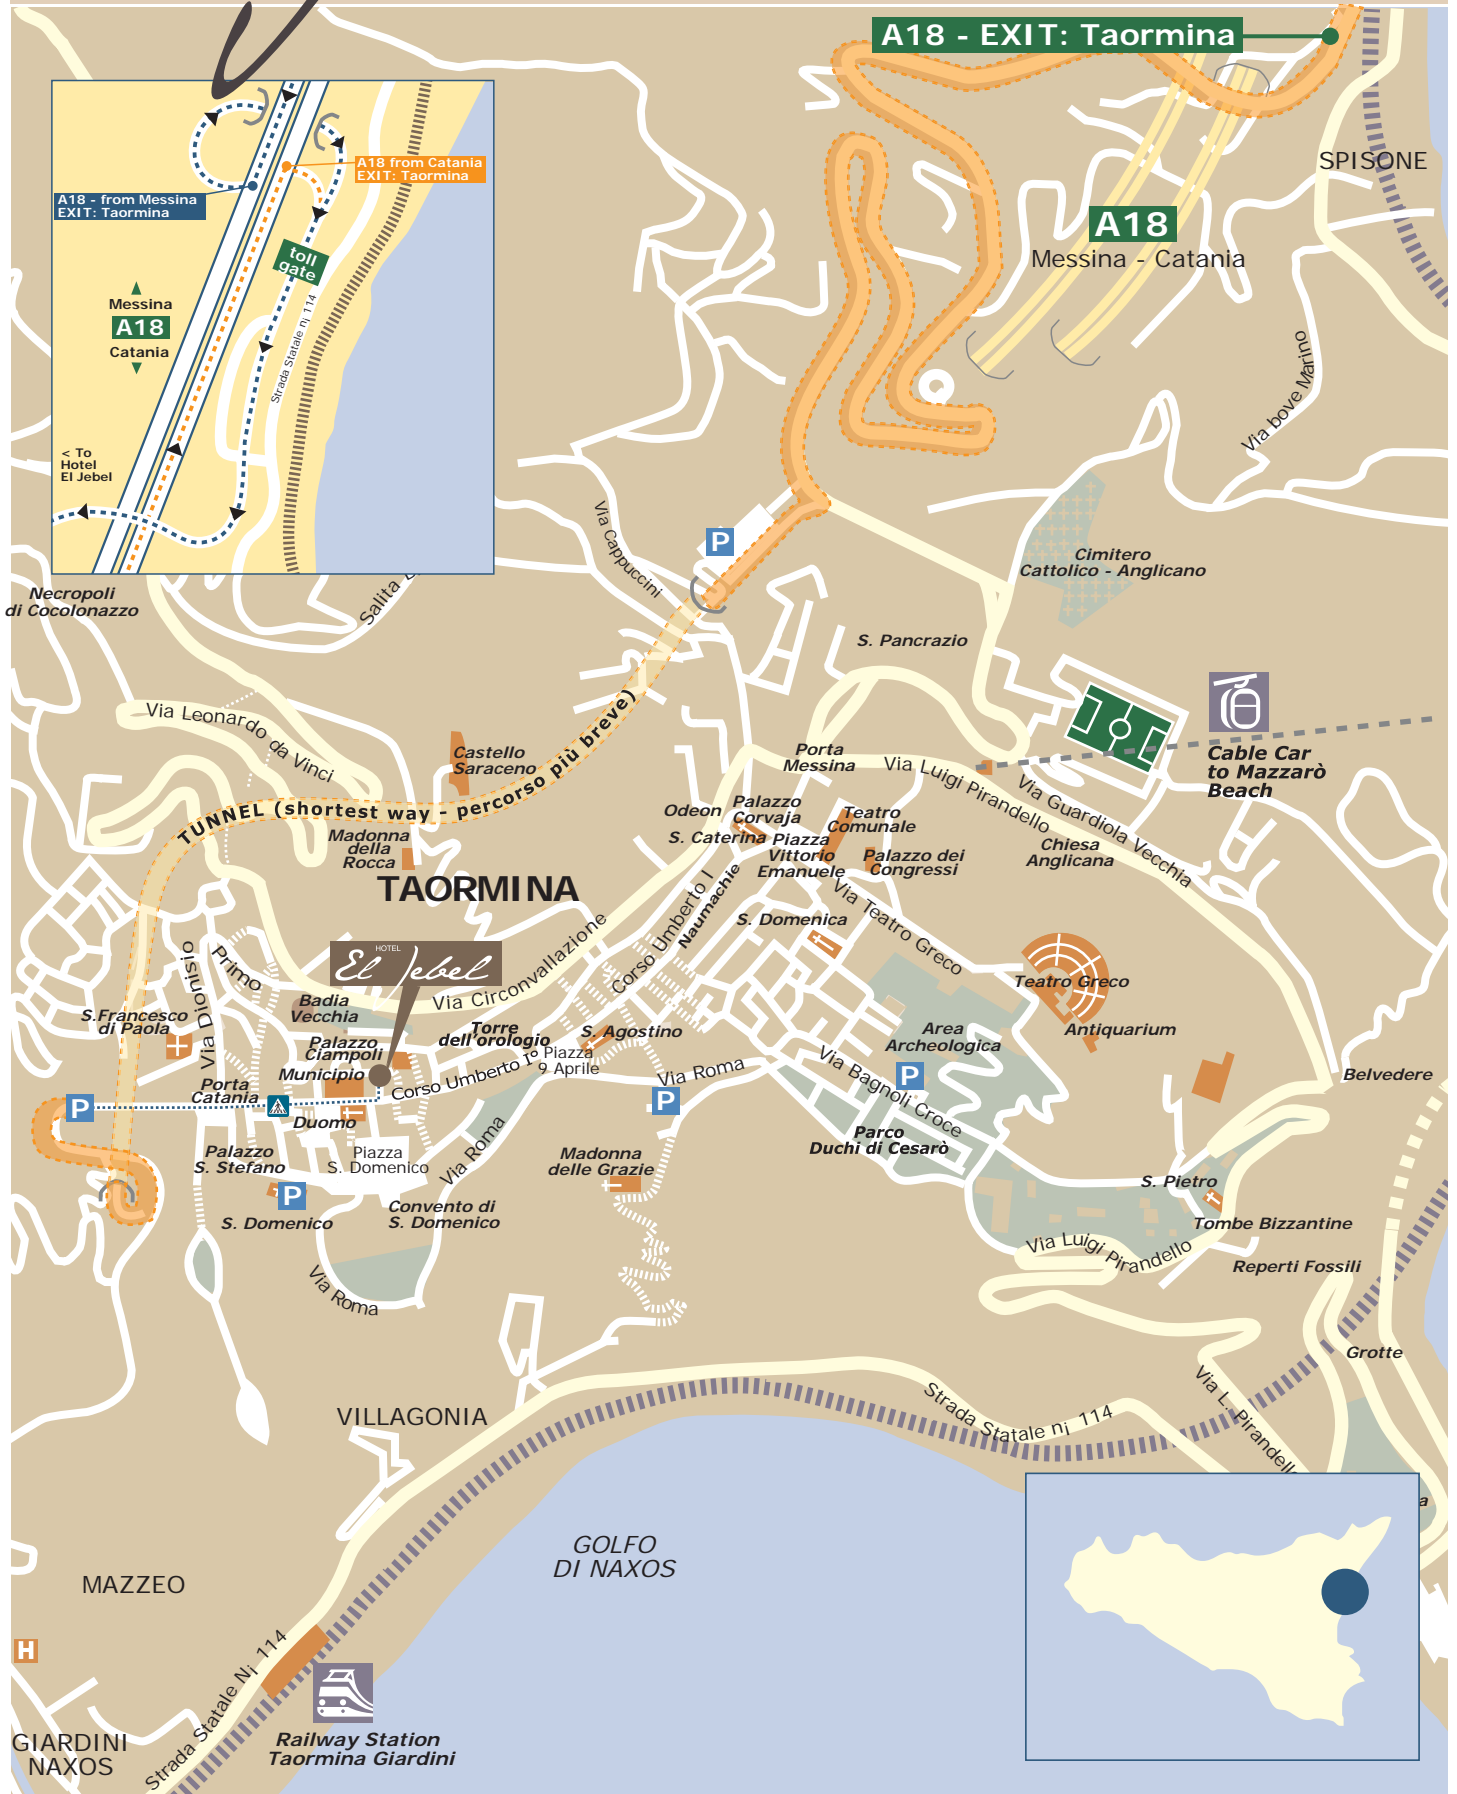 A18 - EXIT: Taormina
A18 from Catania
EXIT: Taormina
A18 - from Messina
EXIT: Taormina
toll
gate
Messina
A18
Catania
Strada Statale n¡ 114
< To
Hotel
El Jebel
SPISONE
A18
Messina - Catania
Via bove Marino
Via Cappuccini
P
Cimitero
Cattolico - Anglicano
Necropoli
di Cocolonazzo
Salita
S. Pancrazio
Via Leonardo da Vinci
Castello
Saraceno
TUNNEL (shortest way - percorso più breve)
Porta
Messina
Via Luigi Pirandello
Via Guardiola Vecchia
Cable Car
to Mazzarò
Beach
Odeon
Palazzo
Corvaja
S. Caterina
Piazza
Vittorio
Emanuele
Teatro
Comunale
Palazzo dei
Congressi
Chiesa
Anglicana
Madonna
della
Rocca
TAORMINA
Naumachie
Corso Umberto I
S. Domenica
Via Teatro Greco
HOTEL
El Jebel
Via Circonvallazione
Via Dionisio
Primo
Badia
Vecchia
S.Francesco
di Paola
Palazzo
Ciampoli
Municipio
Torre
dell'orologio
S. Agostino
Teatro Greco
Antiquarium
Area
Archeologica
P
Piazza
9 Aprile
Corso Umberto I°
Via Roma
P
Via Bagnoli Croce
Belvedere
Porta
Catania
P
Duomo
Palazzo
S. Stefano
Piazza
S. Domenico
Via Roma
Madonna
delle Grazie
Parco
Duchi di Cesarò
S. Pietro
P
S. Domenico
Convento di
S. Domenico
Tombe Bizzantine
Via Luigi Pirandello
Reperti Fossili
Via Roma
Grotte
Via L. Pirandello
VILLAGONIA
Strada Statale n¡ 114
a
GOLFO
DI NAXOS
MAZZEO
H
Strada Statale N¡ 114
GIARDINI
NAXOS
Railway Station
Taormina Giardini